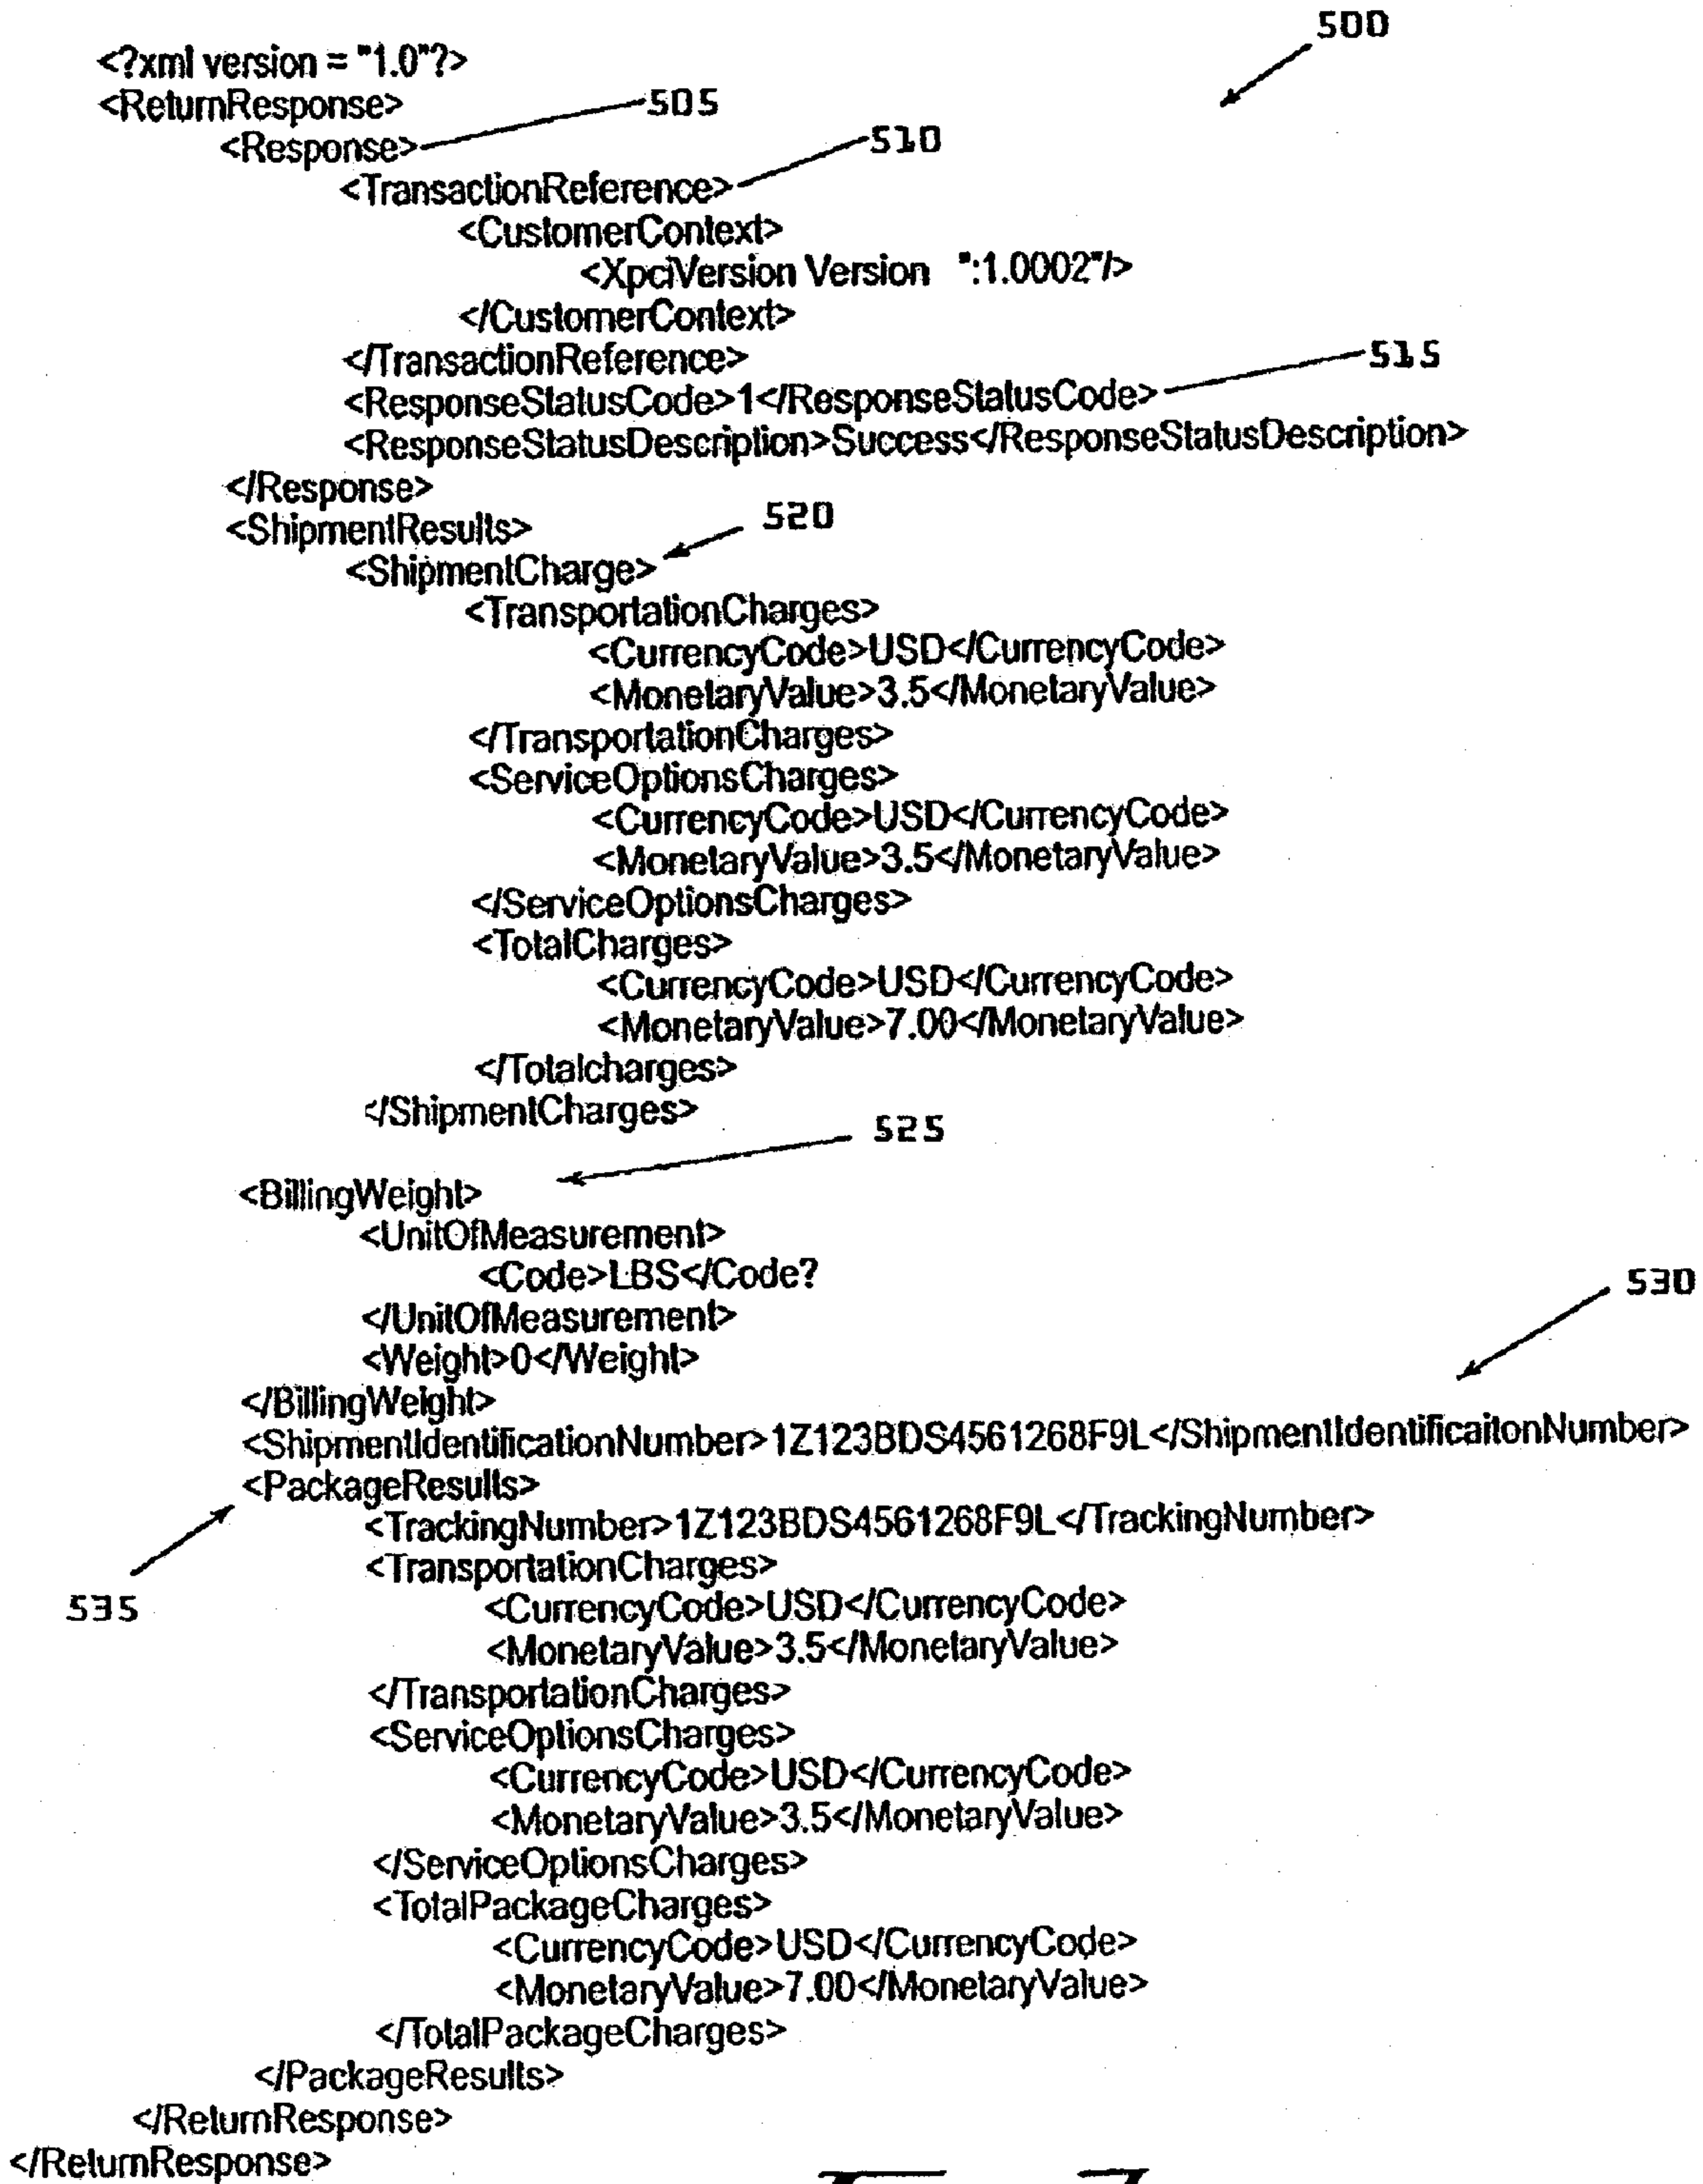 500
<?xml version = "1.0"?>
<ReturnResponse>
505
<Response>
510
<TransactionReference>
<CustomerContext>
<XpciVersion Version ":1.0002"/>
</CustomerContext>
</TransactionReference>
515
<ResponseStatusCode>1</ResponseStatusCode>
<ResponseStatusDescription>Success</ResponseStatusDescription>
</Response>
520
<ShipmentResults>
<ShipmentCharge>
<TransportationCharges>
<CurrencyCode>USD</CurrencyCode>
<MonetaryValue>3.5</MonetaryValue>
</TransportationCharges>
<ServiceOptionsCharges>
<CurrencyCode>USD</CurrencyCode>
<MonetaryValue>3.5</MonetaryValue>
</ServiceOptionsCharges>
<TotalCharges>
<CurrencyCode>USD</CurrencyCode>
<MonetaryValue>7.00</MonetaryValue>
</Totalcharges>
</ShipmentCharges>
525
<BillingWeight>
<UnitOfMeasurement>
<Code>LBS</Code?
530
</UnitOfMeasurement>
<Weight>0</Weight>
</BillingWeight>
<ShipmentIdentificationNumber>1Z123BDS4561268F9L</ShipmentIdentificaitonNumber>
<PackageResults>
<TrackingNumber>1Z123BDS4561268F9L</TrackingNumber>
<TransportationCharges>
535
<CurrencyCode>USD</CurrencyCode>
<MonetaryValue>3.5</MonetaryValue>
</TransportationCharges>
<ServiceOptionsCharges>
<CurrencyCode>USD</CurrencyCode>
<MonetaryValue>3.5</MonetaryValue>
</ServiceOptionsCharges>
<TotalPackageCharges>
<CurrencyCode>USD</CurrencyCode>
<MonetaryValue>7.00</MonetaryValue>
</TotalPackageCharges>
</PackageResults>
</ReturnResponse>
</ReturnResponse>